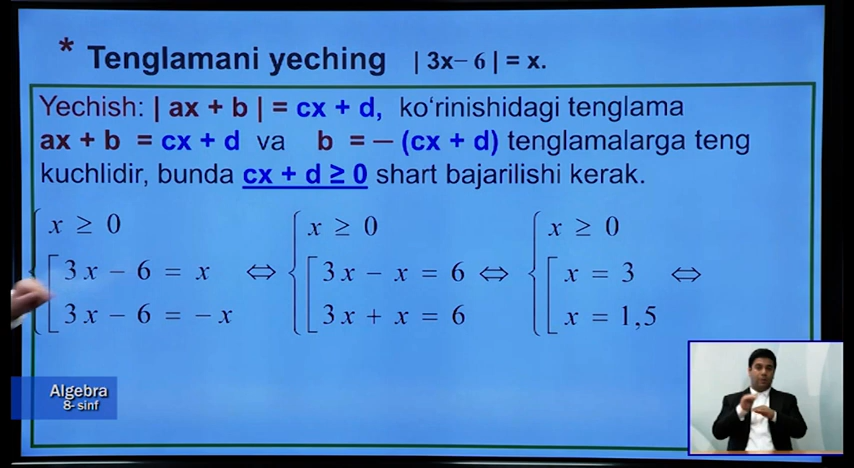 * Tenglamani yeching | 3x– 6 | = x.
Yechish: | ax + b | = cx + d, ko‘rinishidagi tenglama
ax + b = cx + d va b = — (cx + d) tenglamalarga teng
kuchlidir, bunda cx + d ≥ 0 shart bajarilishi kerak.
{ x ≥ 0 [ 3x − 6 = x 3x − 6 = − x ⇔ { x ≥ 0 [ 3x − x = 6 3x + x = 6 ⇔ { x ≥ 0 [ x = 3 x = 1,5 ⇔
Algebra
8- sinf